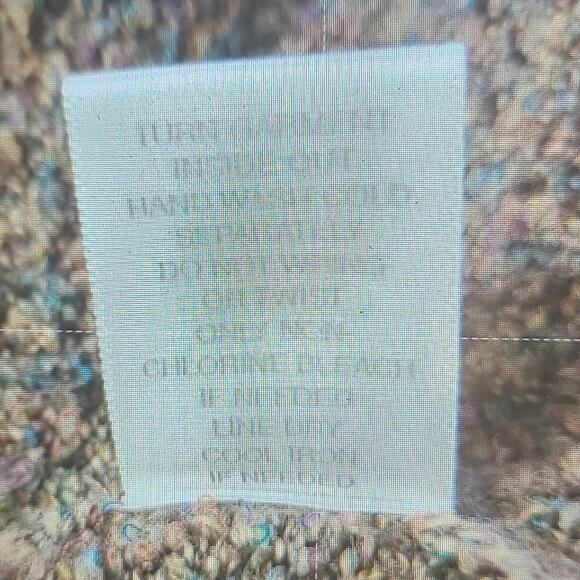 TURN GARMENT
INSIDE OUT
HAND WASH COLD
SEPARATELY
DO NOT WRING
OR TWIST
ONLY NON-
CHLORINE BLEACH
IF NEEDED
LINE DRY
COOL IRON
IF NEEDED